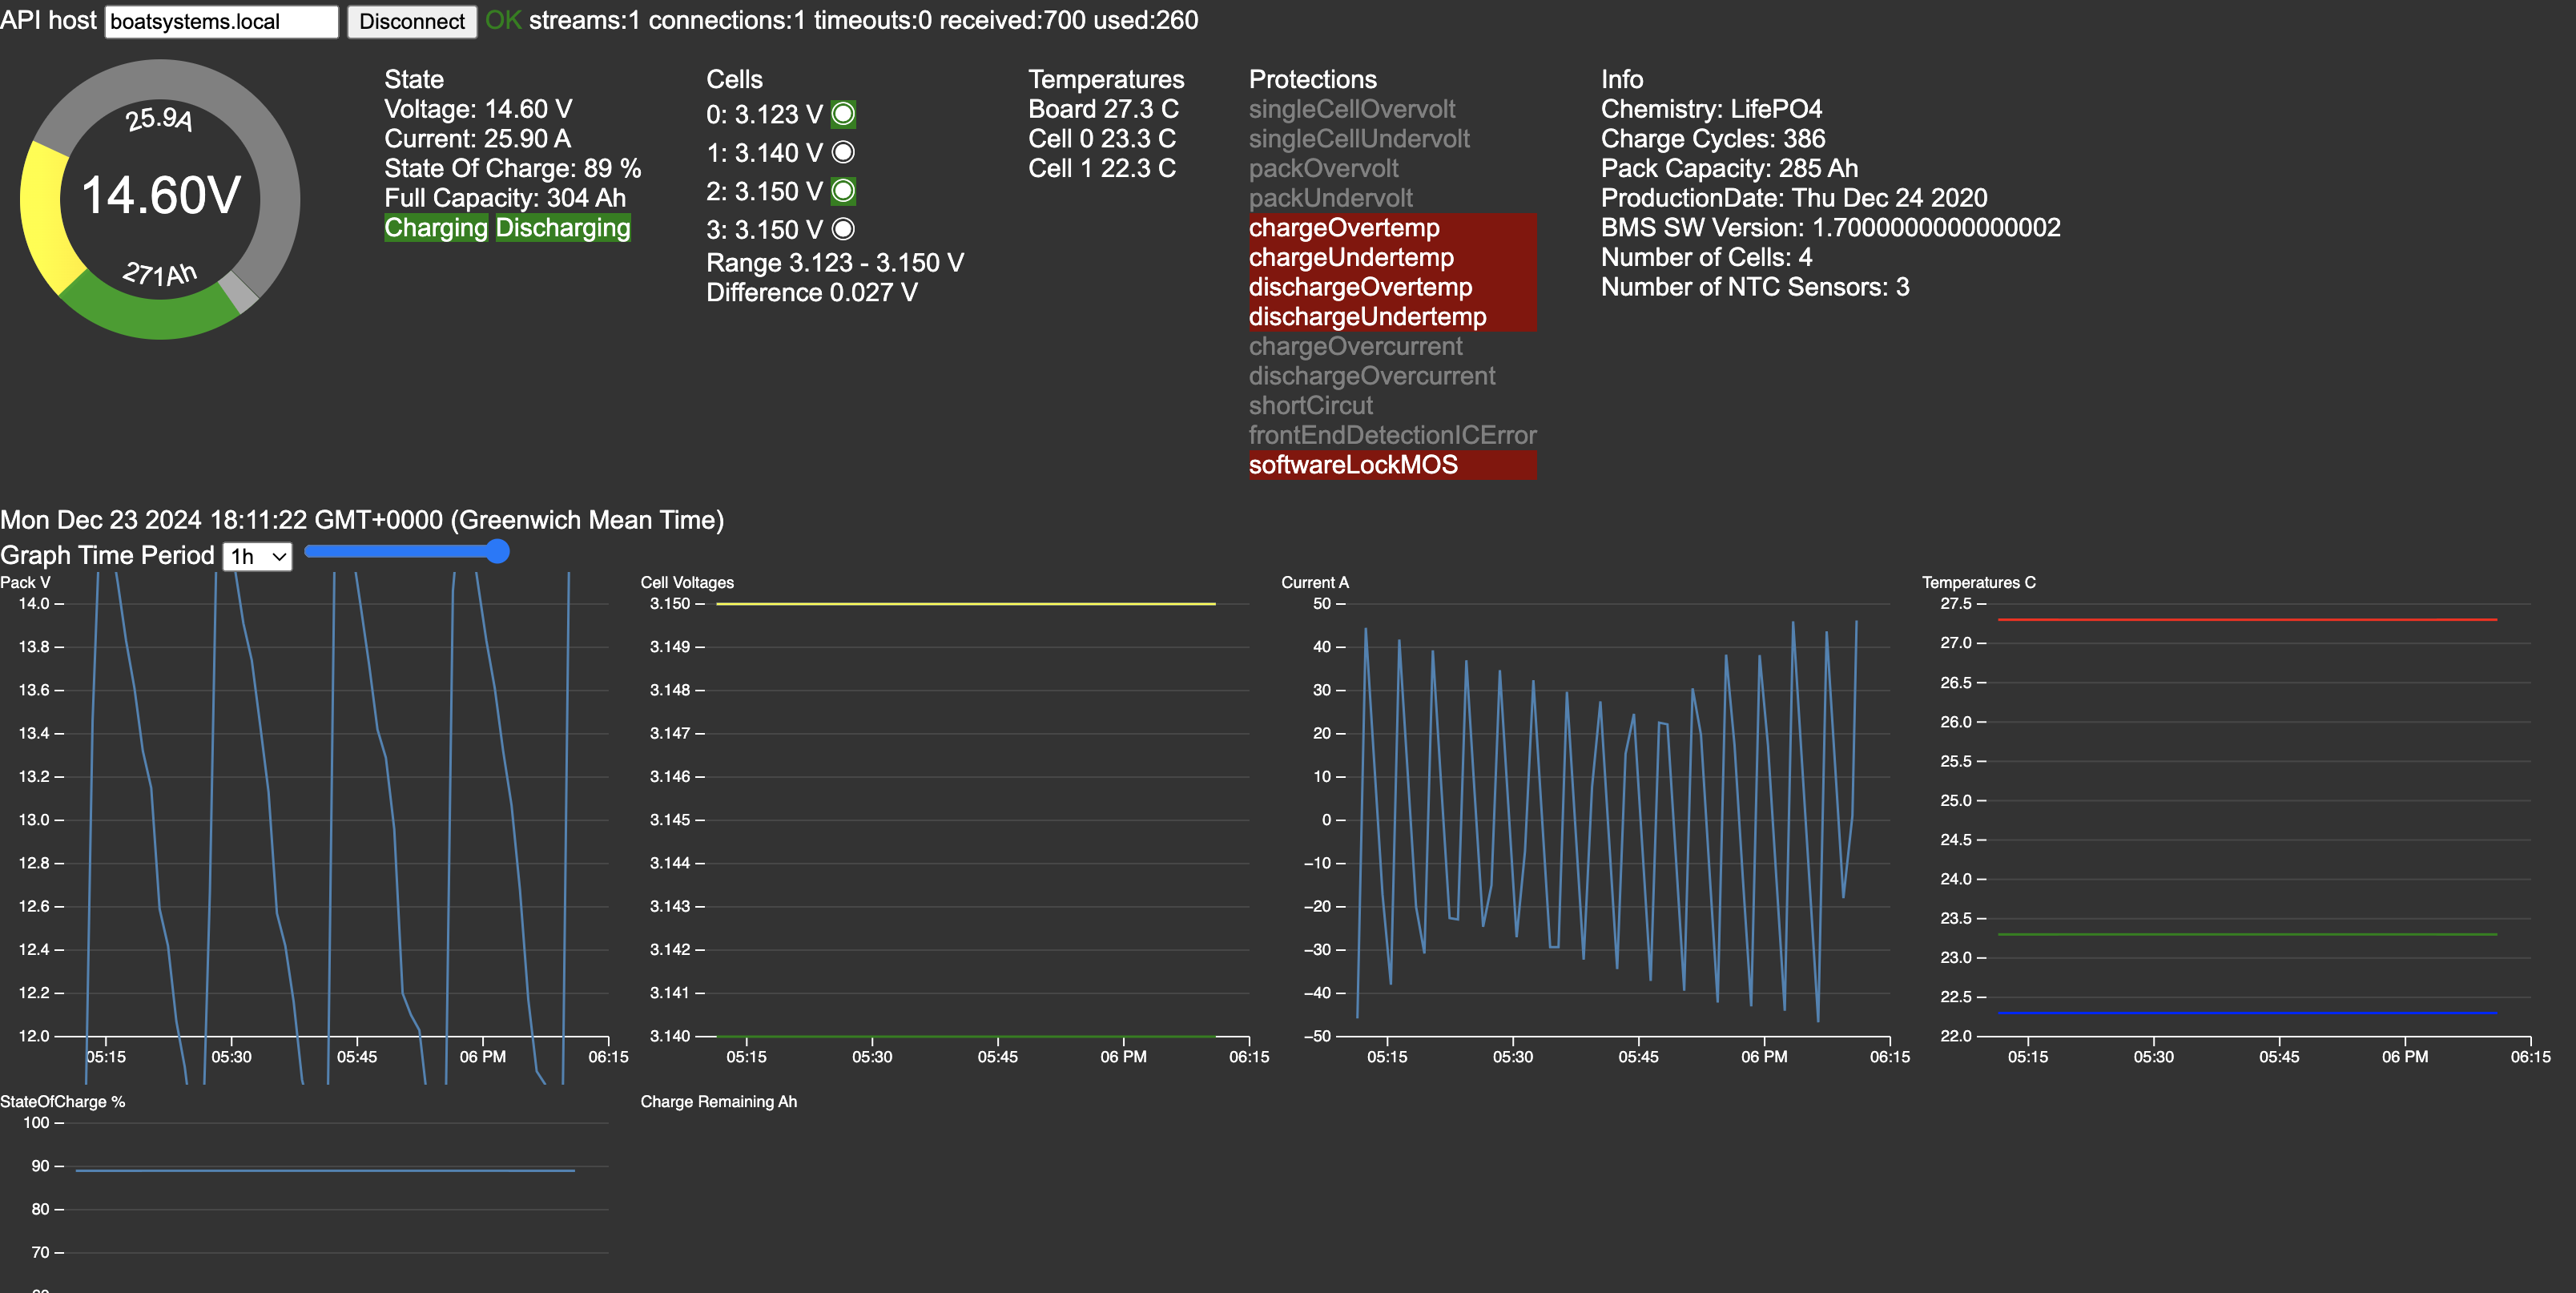 API host boatsystems.local Disconnect OK streams:1 connections:1 timeouts:0 received:700 used:260
25.9A
14.60V
271Ah
State
Voltage: 14.60 V
Current: 25.90 A
State Of Charge: 89 %
Full Capacity: 304 Ah
Charging Discharging
Cells
0: 3.123 V
1: 3.140 V
2: 3.150 V
3: 3.150 V
Range 3.123 - 3.150 V
Difference 0.027 V
Temperatures
Board 27.3 C
Cell 0 23.3 C
Cell 1 22.3 C
Protections
singleCellOvervolt
singleCellUndervolt
packOvervolt
packUndervolt
chargeOvertemp
chargeUndertemp
dischargeOvertemp
dischargeUndertemp
chargeOvercurrent
dischargeOvercurrent
shortCircut
frontEndDetectionICError
softwareLockMOS
Info
Chemistry: LifePO4
Charge Cycles: 386
Pack Capacity: 285 Ah
ProductionDate: Thu Dec 24 2020
BMS SW Version: 1.7000000000000002
Number of Cells: 4
Number of NTC Sensors: 3
Mon Dec 23 2024 18:11:22 GMT+0000 (Greenwich Mean Time)
Graph Time Period 1h
Pack V
14.0
13.8
13.6
13.4
13.2
13.0
12.8
12.6
12.4
12.2
12.0
05:15 05:30 05:45 06 PM 06:15
Cell Voltages
3.150
3.149
3.148
3.147
3.146
3.145
3.144
3.143
3.142
3.141
3.140
05:15 05:30 05:45 06 PM 06:15
Current A
50
40
30
20
10
0
−10
−20
−30
−40
−50
05:15 05:30 05:45 06 PM 06:15
Temperatures C
27.5
27.0
26.5
26.0
25.5
25.0
24.5
24.0
23.5
23.0
22.5
22.0
05:15 05:30 05:45 06 PM 06:15
StateOfCharge %
100
90
80
70
Charge Remaining Ah